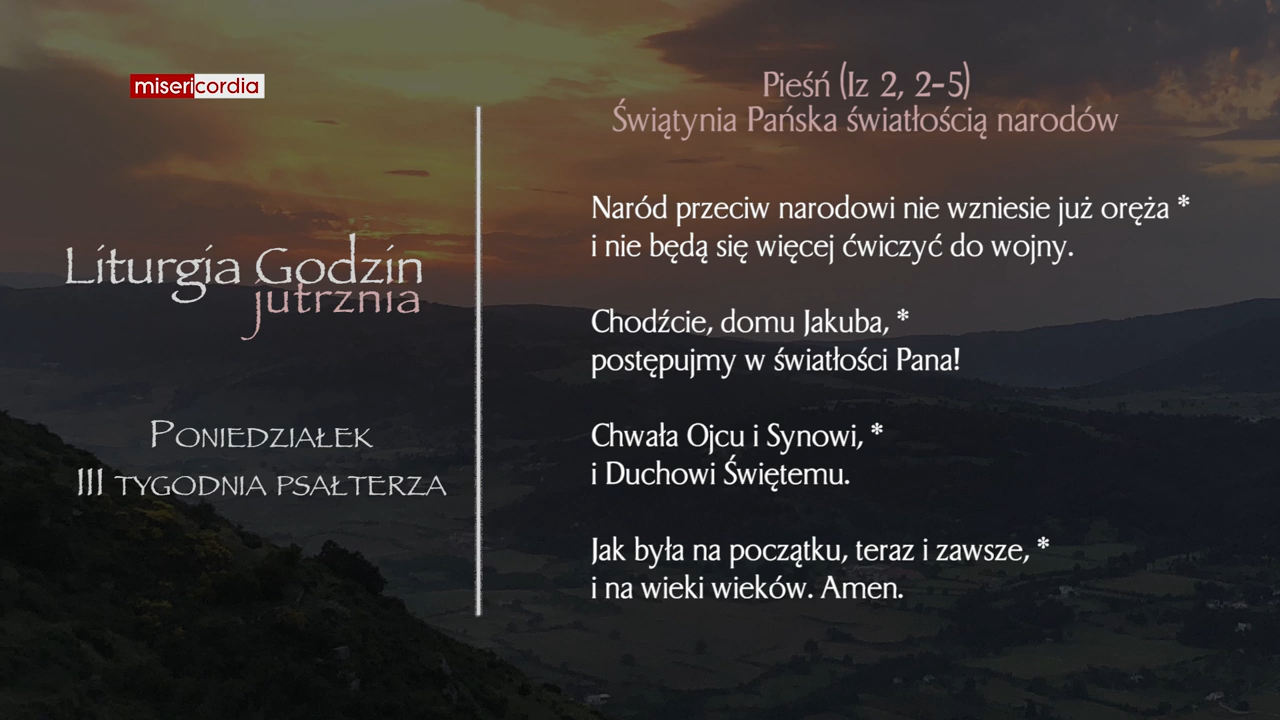 misericordia
Liturgia Godzin
jutrznia
Poniedziałek
III tygodnia psałterza
Pieśń (Iz 2, 2-5)
Świątynia Pańska światłością narodów
Naród przeciw narodowi nie wzniesie już oręża *
i nie będą się więcej ćwiczyć do wojny.
Chodźcie, domu Jakuba, *
postępujmy w światłości Pana!
Chwała Ojcu i Synowi, *
i Duchowi Świętemu.
Jak była na początku, teraz i zawsze, *
i na wieki wieków. Amen.